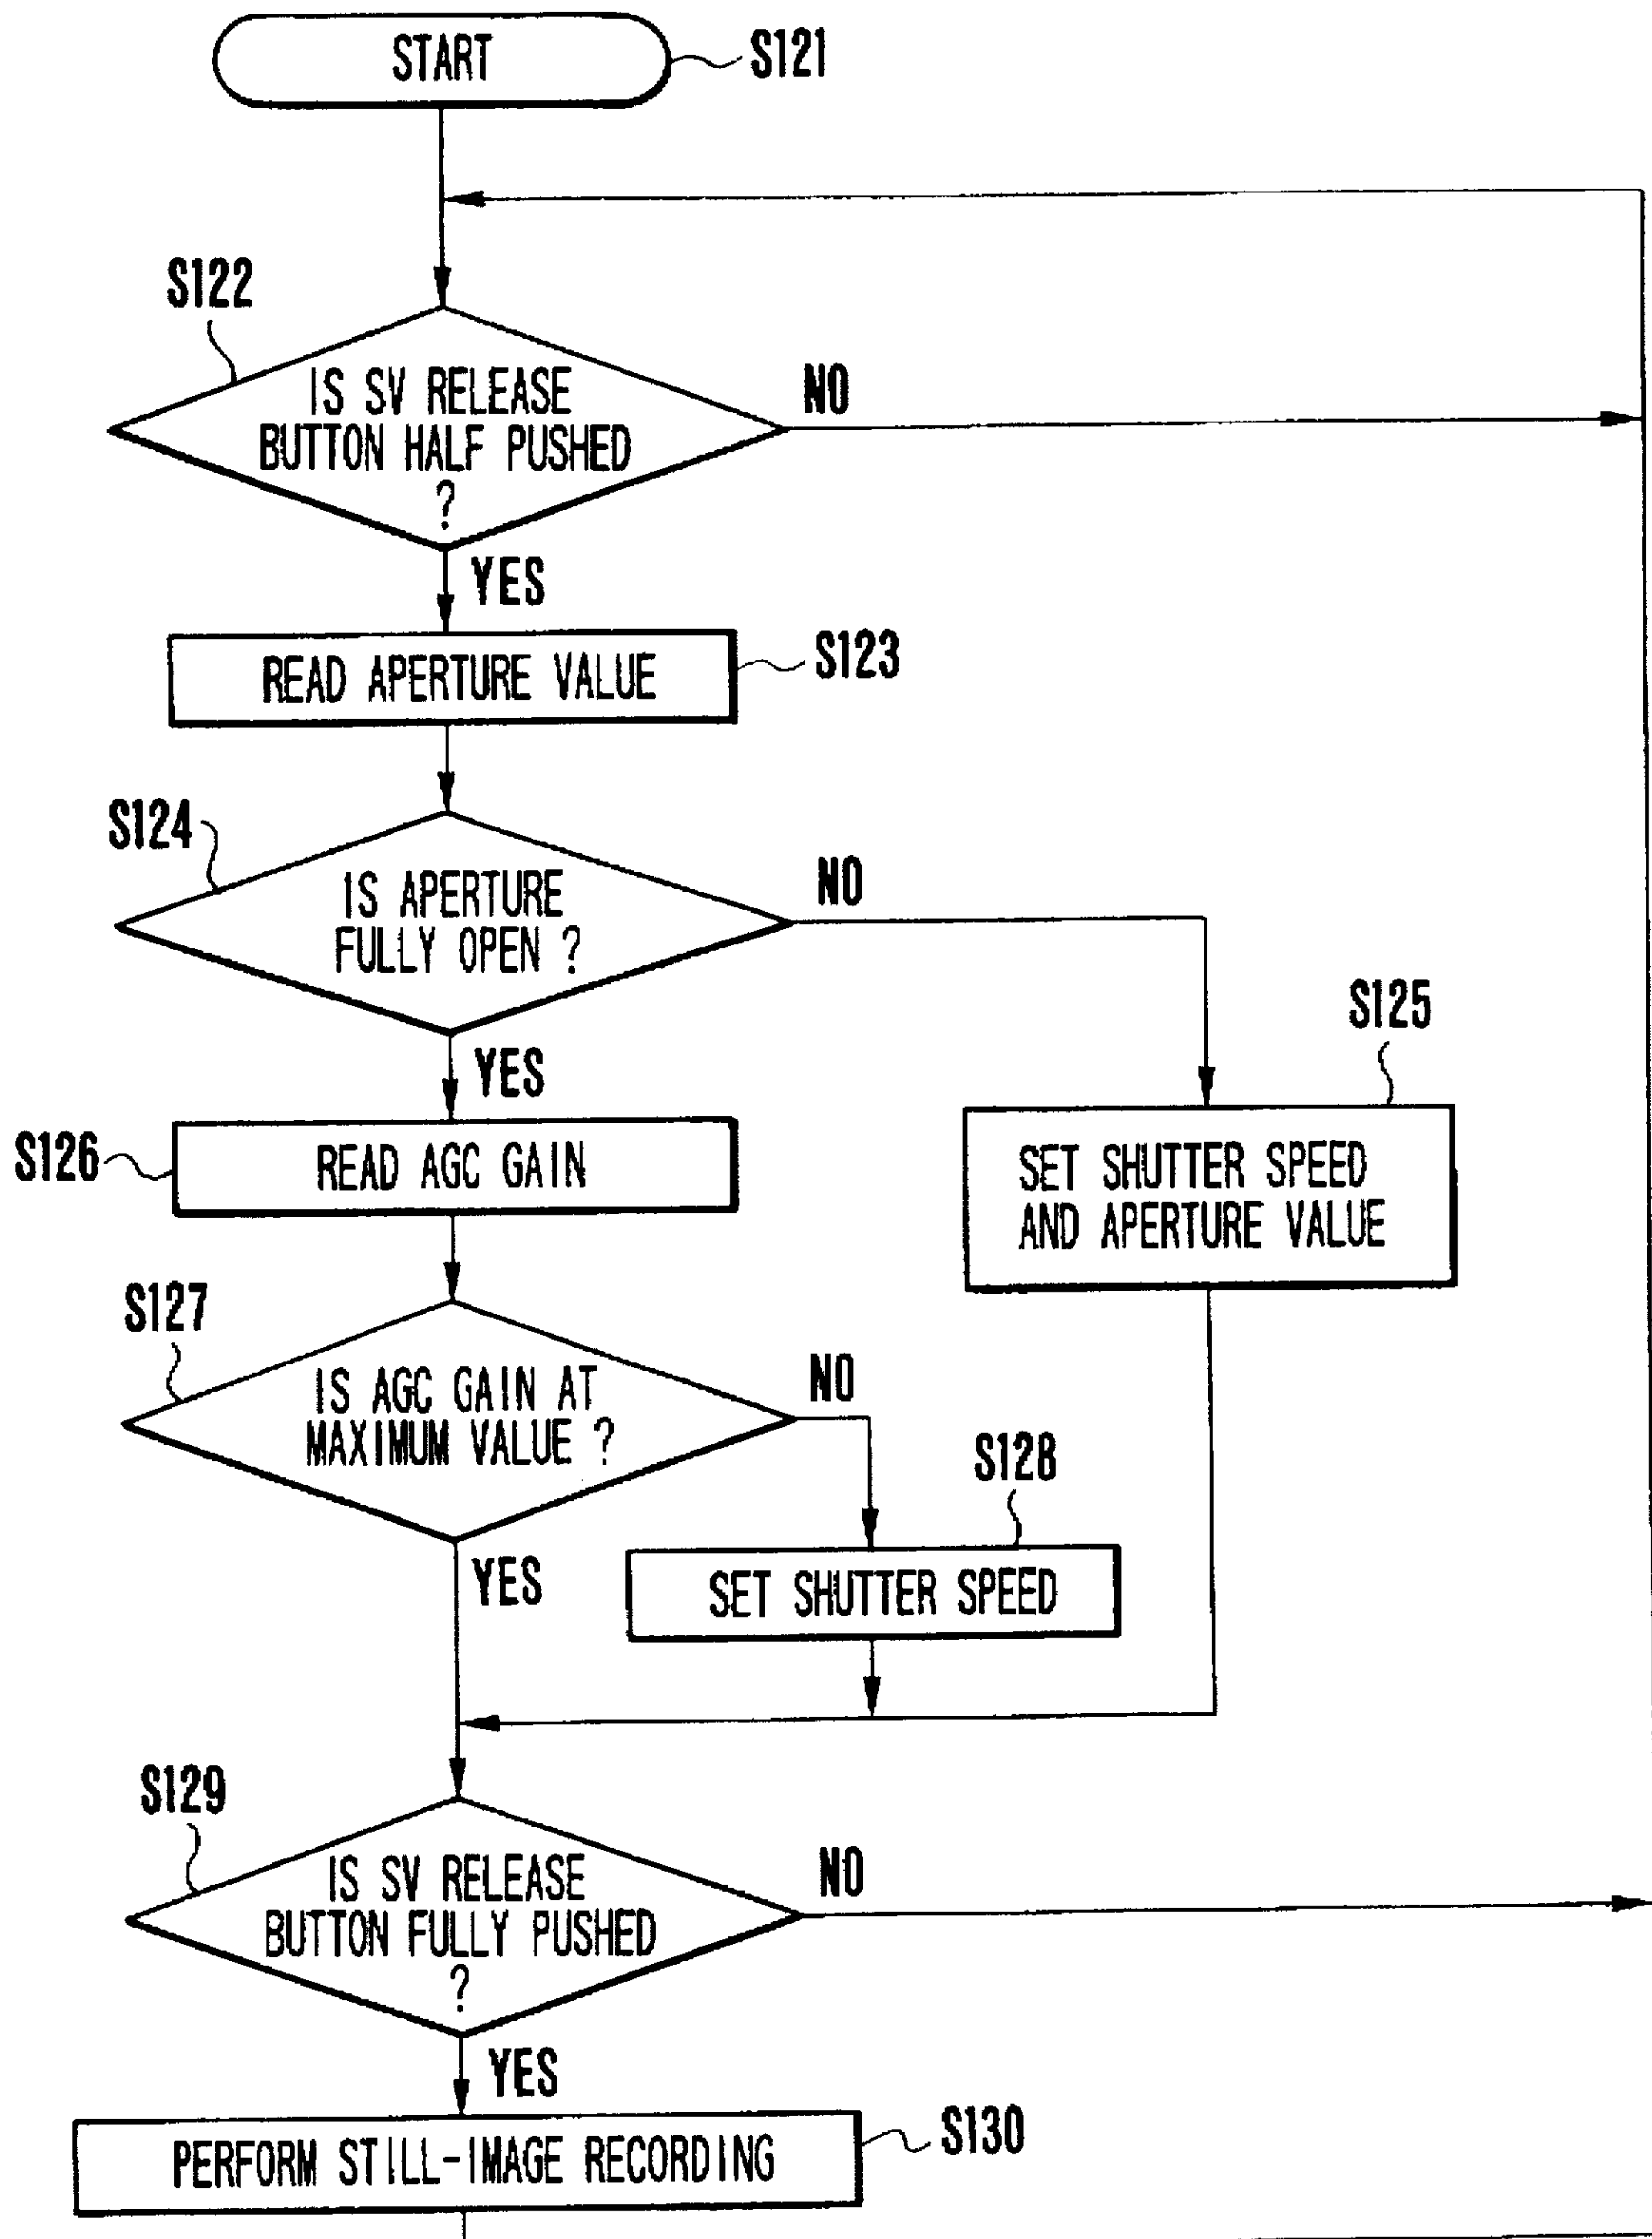 START
S121
S122
IS SV RELEASE
BUTTON HALF PUSHED
?
NO
YES
READ APERTURE VALUE
S123
S124
IS APERTURE
FULLY OPEN ?
NO
YES
S125
SET SHUTTER SPEED
AND APERTURE VALUE
S126
READ AGC GAIN
S127
IS AGC GAIN AT
MAXIMUM VALUE ?
NO
YES
S128
SET SHUTTER SPEED
S129
IS SV RELEASE
BUTTON FULLY PUSHED
?
NO
YES
PERFORM STILL-IMAGE RECORDING
S130